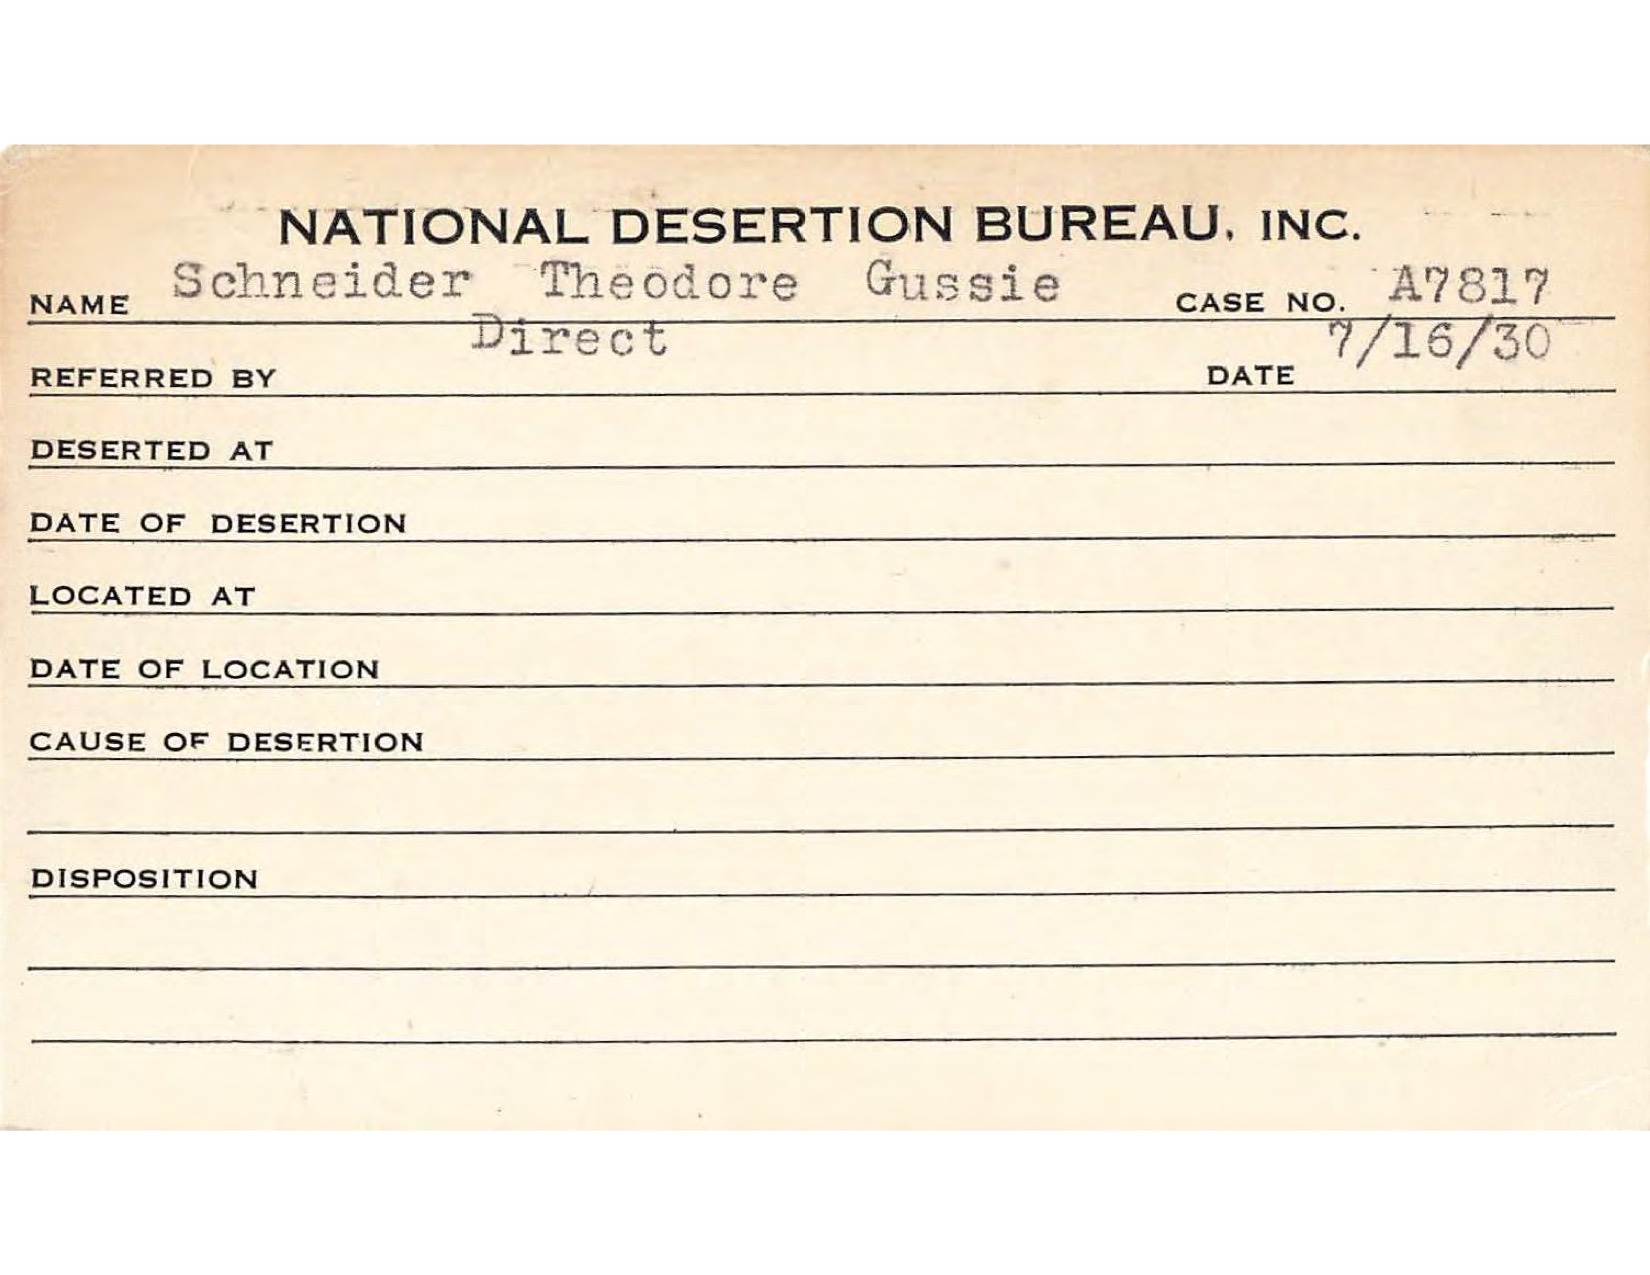 NATIONAL DESERTION BUREAU, INC.
NAME Schneider Theodore Gussie CASE NO. A7817
REFERRED BY Direct DATE 7/16/30
DESERTED AT
DATE OF DESERTION
LOCATED AT
DATE OF LOCATION
CAUSE OF DESERTION
DISPOSITION